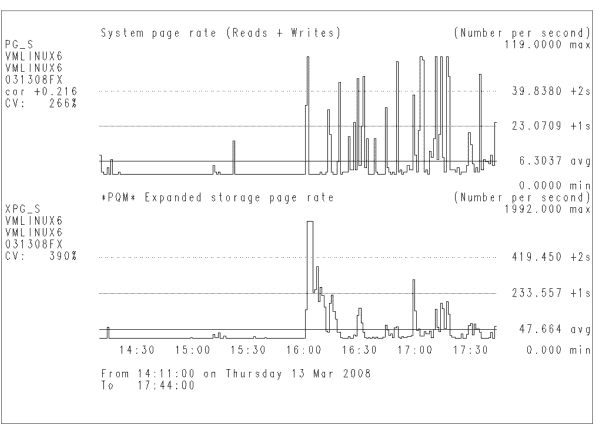 System page rate (Reads + Writes) (Number per second)
PG_S 119.0000 max
VMLINUX6
VMLINUX6
031308FX
cor +0.216 39.8380 +2s
CV: 266%
23.0709 +1s
6.3037 avg
0.0000 min
*PQM* Expanded storage page rate (Number per second)
XPG_S 1992.000 max
VMLINUX6
VMLINUX6
031308FX
CV: 390% 419.450 +2s
233.557 +1s
47.664 avg
14:30 15:00 15:30 16:00 16:30 17:00 17:30 0.000 min
From 14:11:00 on Thursday 13 Mar 2008
To 17:44:00